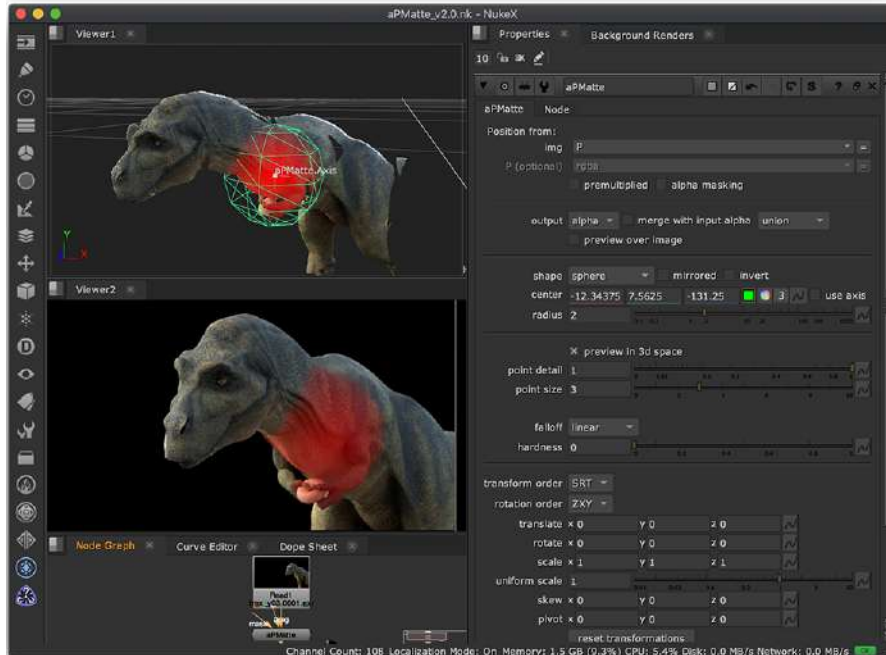 aPMatte_v2.0.nk - NukeX
Viewer1
aPMatte.Axis
Y
X
Viewer2
Node Graph Curve Editor Dope Sheet
Read1
aPMatte
Properties Background Renders
10
aPMatte
aPMatte Node
Position from:
img P
P (optional) rgba
premultiplied alpha masking
output alpha merge with input alpha union
preview over image
shape sphere mirrored invert
center -12.34375 7.5625 -131.25 3 use axis
radius 2
preview in 3d space
point detail 1
point size 3
falloff linear
hardness 0
transform order SRT
rotation order ZXY
translate x 0 y 0 z 0
rotate x 0 y 0 z 0
scale x 1 y 1 z 1
uniform scale 1
skew x 0 y 0 z 0
pivot x 0 y 0 z 0
reset transformations
Channel Count: 108 Localization Mode: On Memory: 1.5 GB (9.3%) CPU: 5.4% Disk: 0.0 MB/s Network: 0.0 MB/s